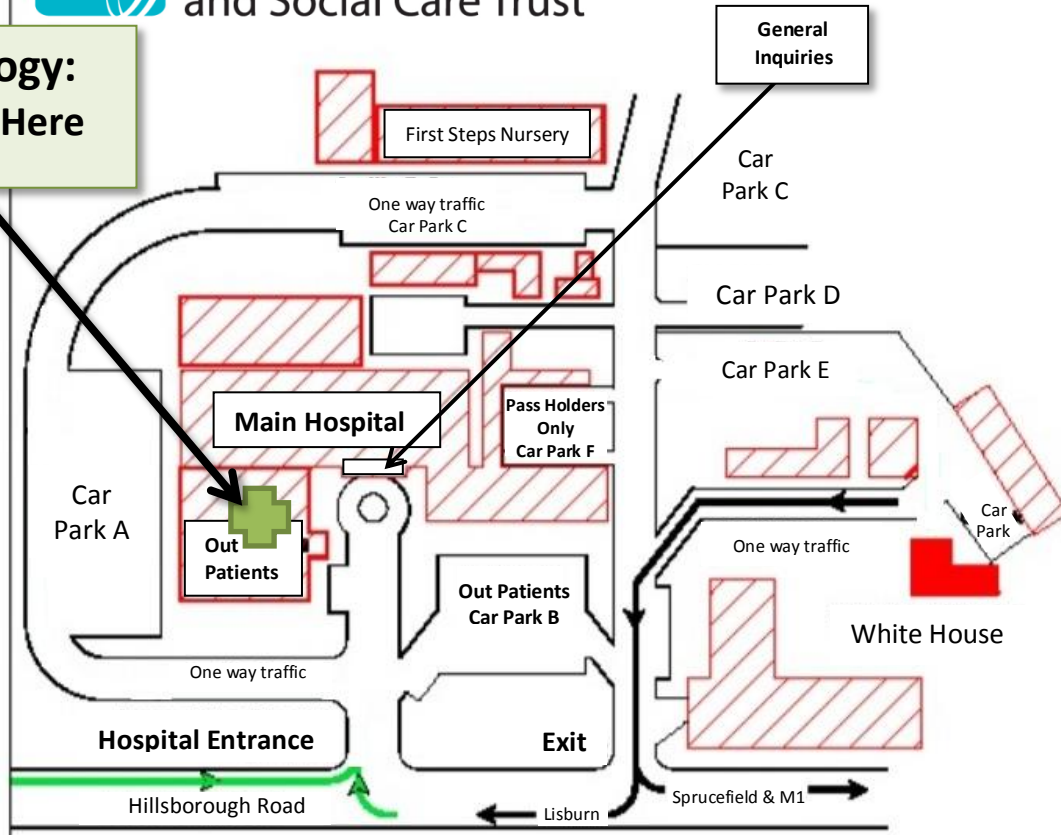 and Social Care Trust
ogy:
Here
General
Inquiries
First Steps Nursery
Car
Park C
One way traffic
Car Park C
Car Park D
Car Park E
Main Hospital
Pass Holders
Only
Car Park F
Car
Park A
Out
Patients
Car
Park
One way traffic
Out Patients
Car Park B
White House
One way traffic
Hospital Entrance
Exit
Hillsborough Road
Sprucefield & M1
Lisburn